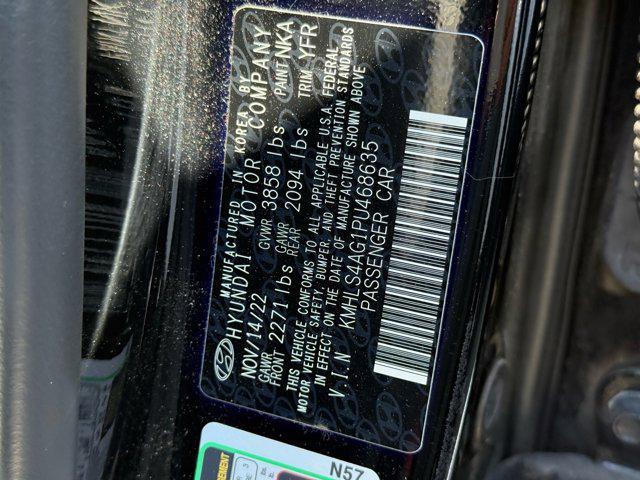 MANUFACTURED IN KOREA BY
HYUNDAI MOTOR COMPANY
NOV/14/22 GVWR 3858 lbs PAINT NKA
GAWR FRONT 2271 lbs GAWR REAR 2094 lbs TRIM YFR
THIS VEHICLE CONFORMS TO ALL APPLICABLE U.S.A. FEDERAL
MOTOR VEHICLE SAFETY, BUMPER, AND THEFT PREVENTION STANDARDS
IN EFFECT ON THE DATE OF MANUFACTURE SHOWN ABOVE
V I N KMHLS4AG1PU468635
PASSENGER CAR
N57